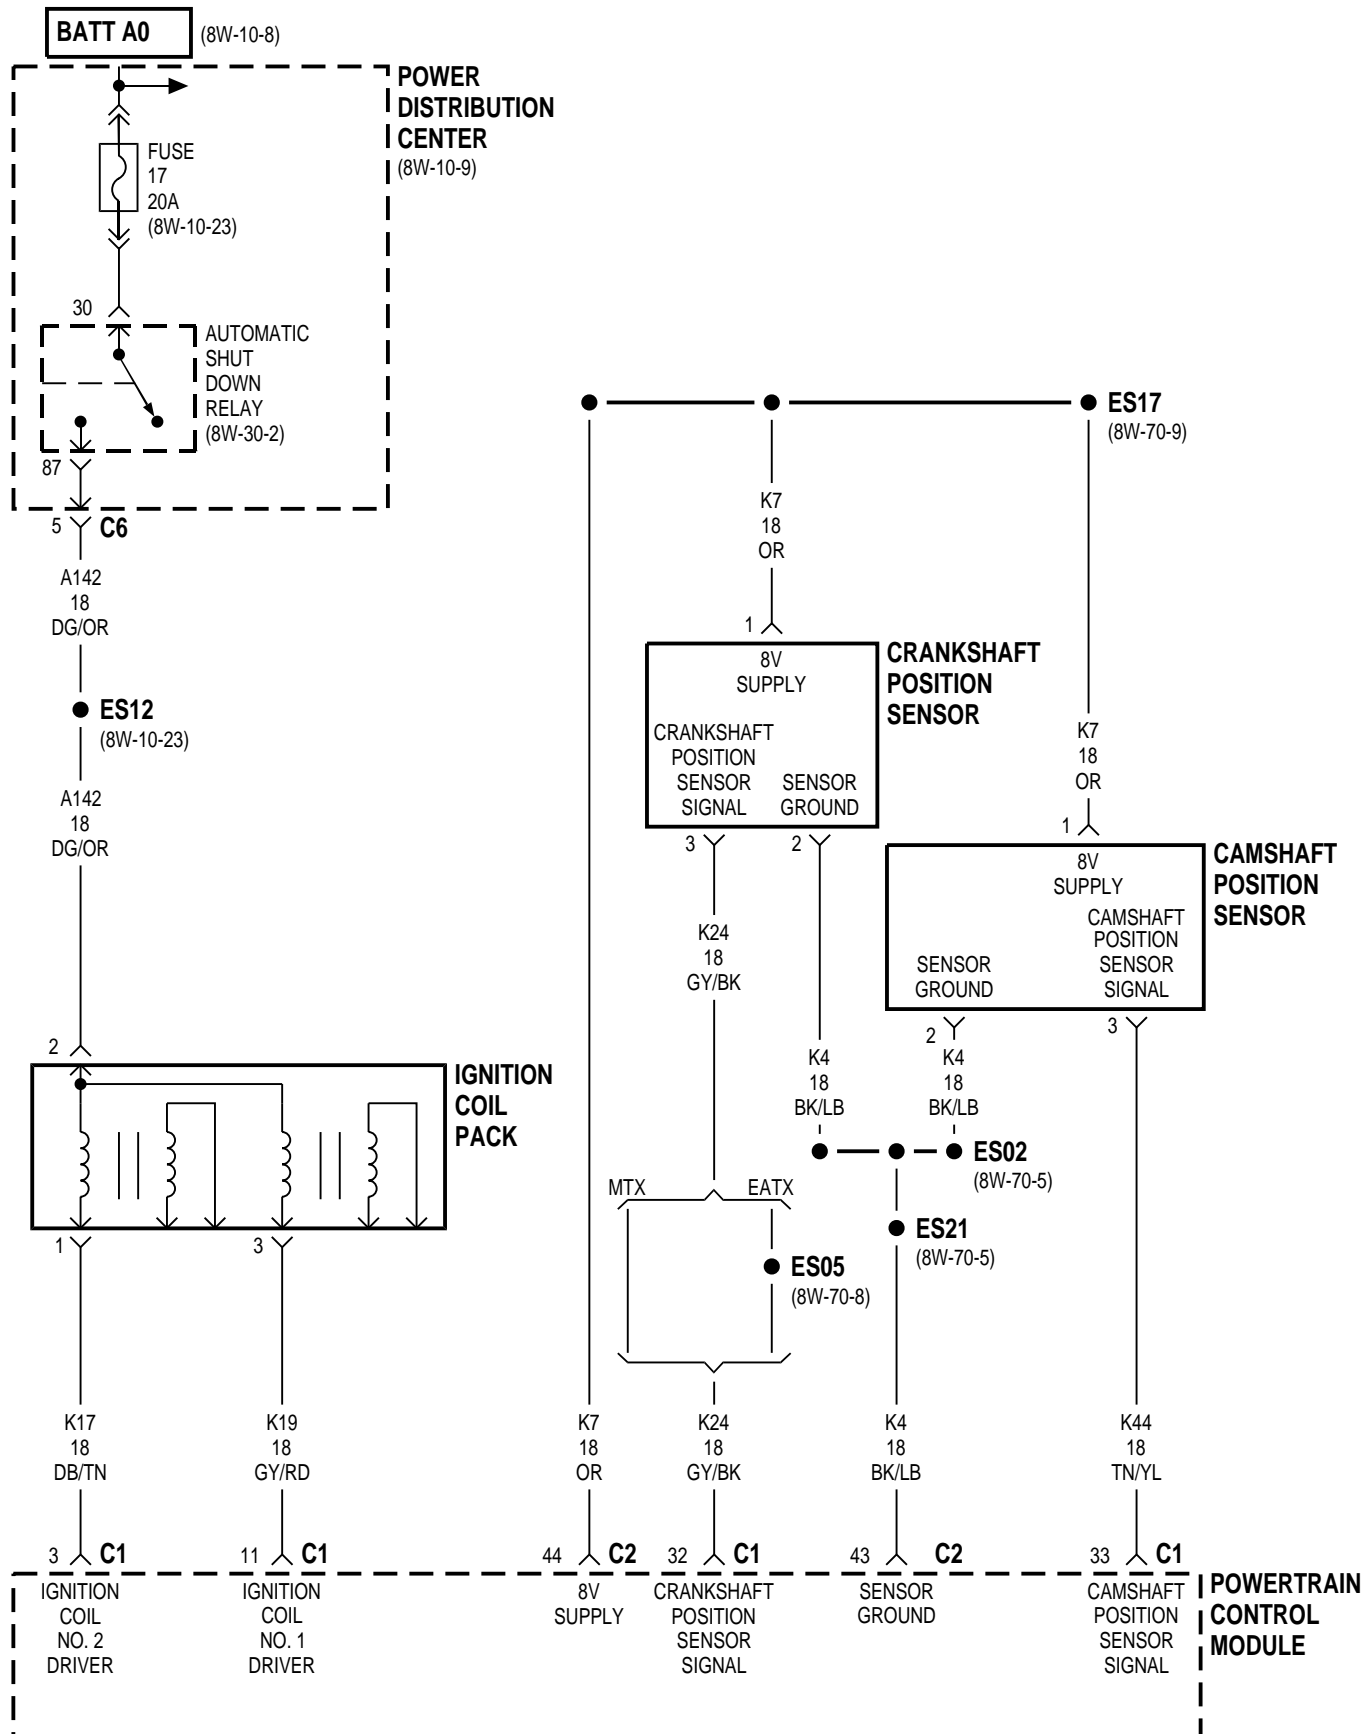 BATT A0 (8W-10-8)
POWER
DISTRIBUTION
CENTER
(8W-10-9)
FUSE
17
20A
(8W-10-23)
30
AUTOMATIC
SHUT
DOWN
RELAY
(8W-30-2)
87
5 C6
A142
18
DG/OR
ES12
(8W-10-23)
A142
18
DG/OR
2
IGNITION
COIL
PACK
1 3
K17
18
DB/TN
K19
18
GY/RD
ES17
(8W-70-9)
K7
18
OR
1
8V
SUPPLY
CRANKSHAFT
POSITION
SENSOR
SIGNAL
SENSOR
GROUND
CRANKSHAFT
POSITION
SENSOR
3 2
K7
18
OR
1
8V
SUPPLY
CAMSHAFT
POSITION
SENSOR
SIGNAL
SENSOR
GROUND
CAMSHAFT
POSITION
SENSOR
2 3
K24
18
GY/BK
K4
18
BK/LB
K4
18
BK/LB
ES02
(8W-70-5)
MTX EATX
ES21
(8W-70-5)
ES05
(8W-70-8)
K7
18
OR
K24
18
GY/BK
K4
18
BK/LB
K44
18
TN/YL
3 C1 11 C1 44 C2 32 C1 43 C2 33 C1
IGNITION
COIL
NO. 2
DRIVER
IGNITION
COIL
NO. 1
DRIVER
8V
SUPPLY
CRANKSHAFT
POSITION
SENSOR
SIGNAL
SENSOR
GROUND
CAMSHAFT
POSITION
SENSOR
SIGNAL
POWERTRAIN
CONTROL
MODULE